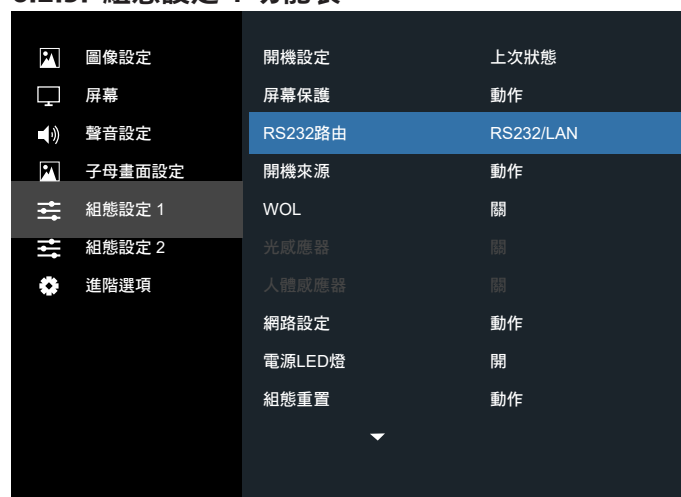 圖像設定
屏幕
聲音設定
子母畫面設定
組態設定 1
組態設定 2
進階選項
開機設定 上次狀態
屏幕保護 動作
RS232路由 RS232/LAN
開機來源 動作
WOL 關
光感應器 關
人體感應器 關
網路設定 動作
電源LED燈 開
組態重置 動作